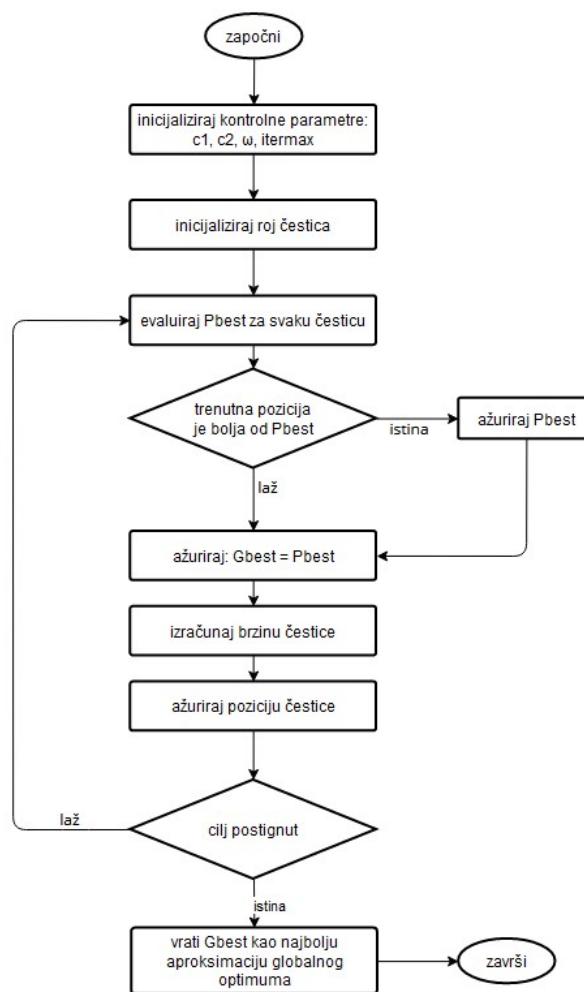 započni
inicijaliziraj kontrolne parametre:
c1, c2, ω, itermax
inicijaliziraj roj čestica
evaluiraj Pbest za svaku česticu
trenutna pozicija
je bolja od Pbest
istina
ažuriraj Pbest
laž
ažuriraj: Gbest = Pbest
izračunaj brzinu čestice
ažuriraj poziciju čestice
cilj postignut
laž
istina
vrati Gbest kao najbolju
aproksimaciju globalnog
optimuma
završi